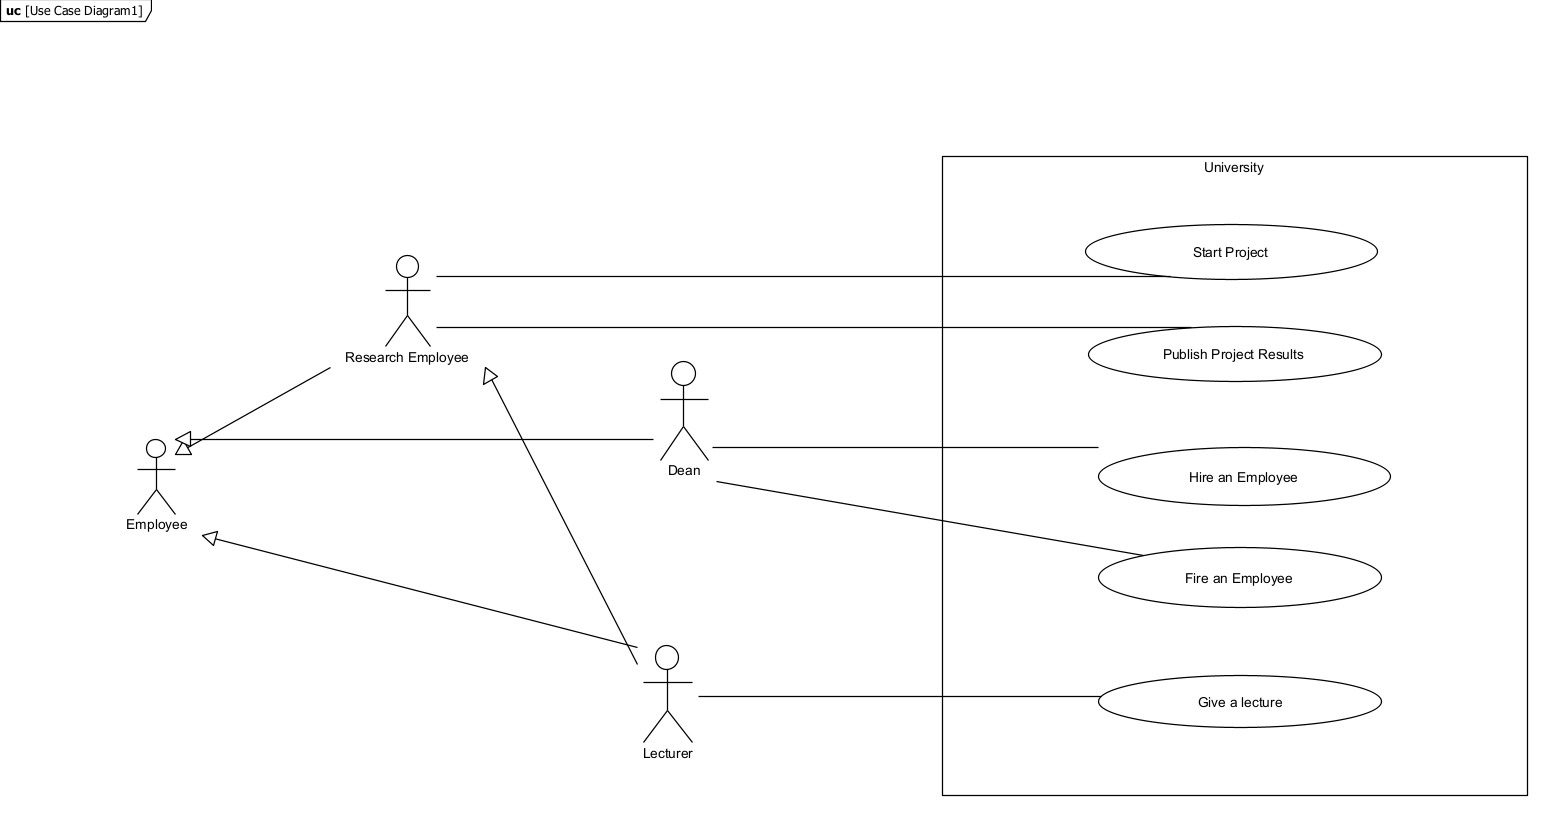 uc [Use Case Diagram1]
University
Start Project
Research Employee
Publish Project Results
Dean
Hire an Employee
Employee
Fire an Employee
Give a lecture
Lecturer